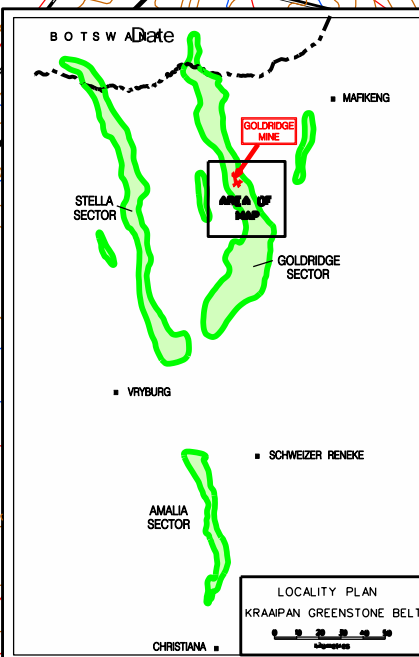 BOTSWANA
Date
MAFIKENG
GOLDRIDGE
MINE
STELLA
SECTOR
AREA OF
MAP
GOLDRIDGE
SECTOR
VRYBURG
SCHWEIZER RENEKE
AMALIA
SECTOR
LOCALITY PLAN
KRAAIPAN GREENSTONE BELT
0 10 20 30 40 50
kilometres
CHRISTIANA